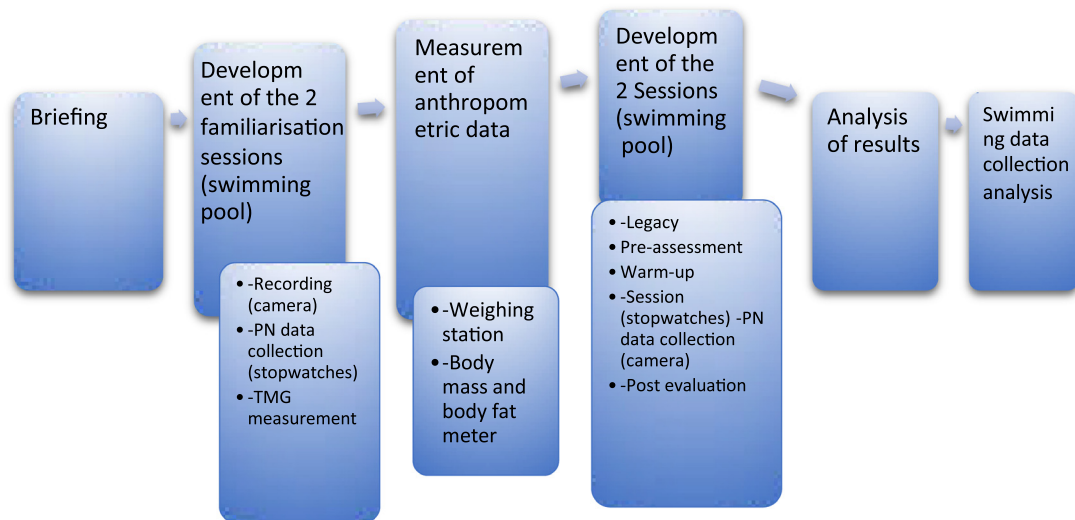 Briefing
Developm
ent of the 2
familiarisation
sessions
(swimming
pool)
• -Recording
(camera)
• -PN data
collection
(stopwatches)
• -TMG
measurement
Measurem
ent of
anthropom
etric data
• -Weighing
station
• -Body
mass and
body fat
meter
Developm
ent of the
2 Sessions
(swimming
pool)
• -Legacy
• Pre-assessment
• Warm-up
• -Session
(stopwatches) -PN
data collection
(camera)
• -Post evaluation
Analysis
of results
Swimmi
ng data
collection
analysis